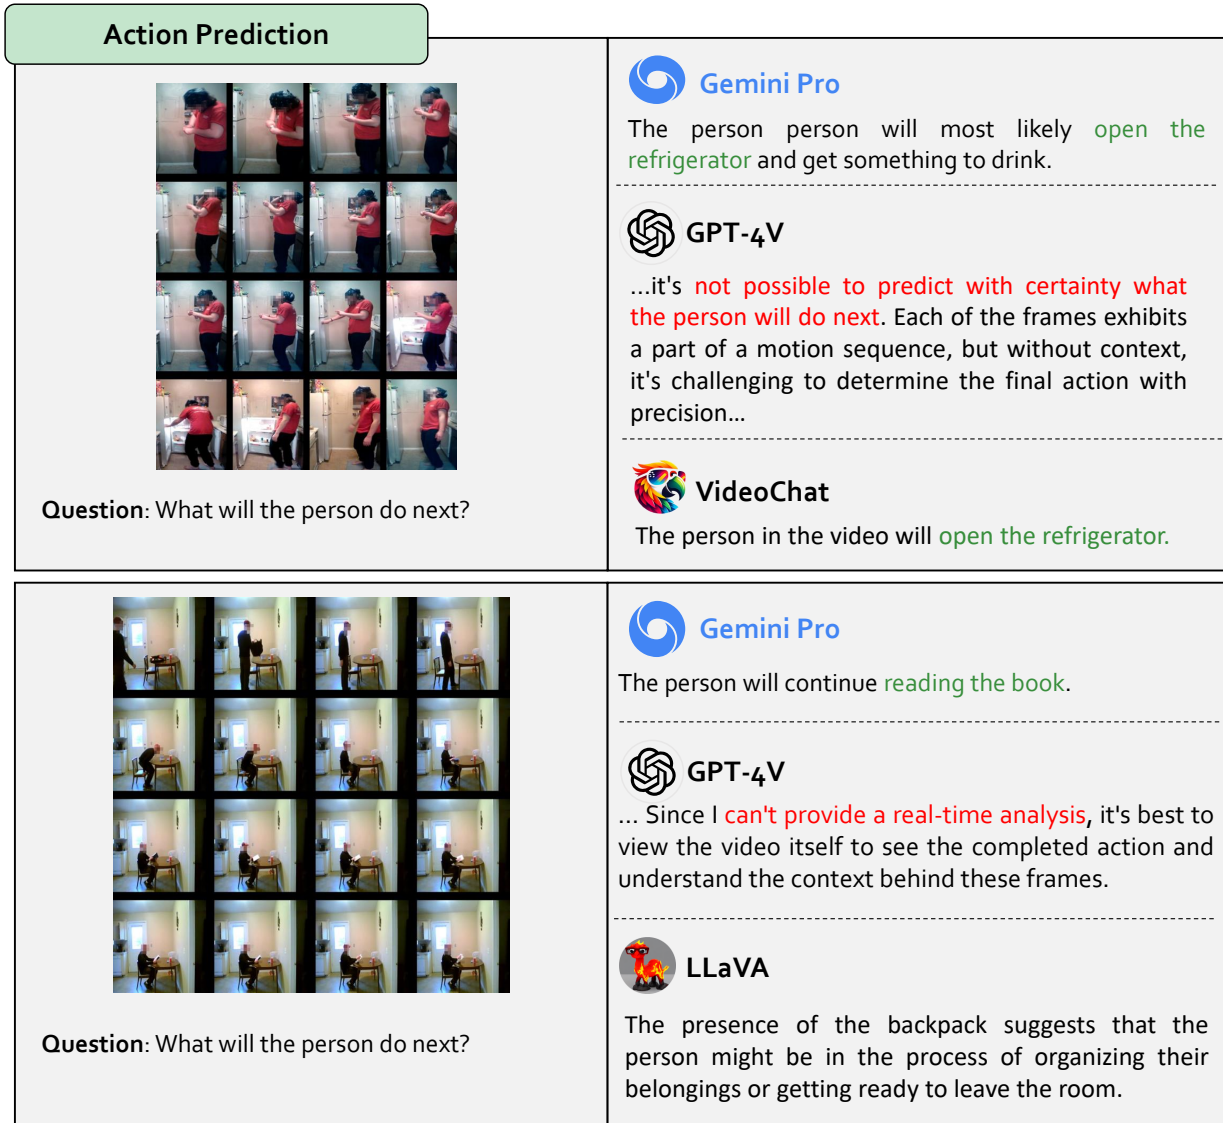 Action Prediction
Gemini Pro
The person person will most likely open the
refrigerator and get something to drink.
GPT-4V
...it's not possible to predict with certainty what
the person will do next. Each of the frames exhibits
a part of a motion sequence, but without context,
it's challenging to determine the final action with
precision...
VideoChat
The person in the video will open the refrigerator.
Question: What will the person do next?
Gemini Pro
The person will continue reading the book.
GPT-4V
... Since I can't provide a real-time analysis, it's best to
view the video itself to see the completed action and
understand the context behind these frames.
LLaVA
The presence of the backpack suggests that the
person might be in the process of organizing their
belongings or getting ready to leave the room.
Question: What will the person do next?